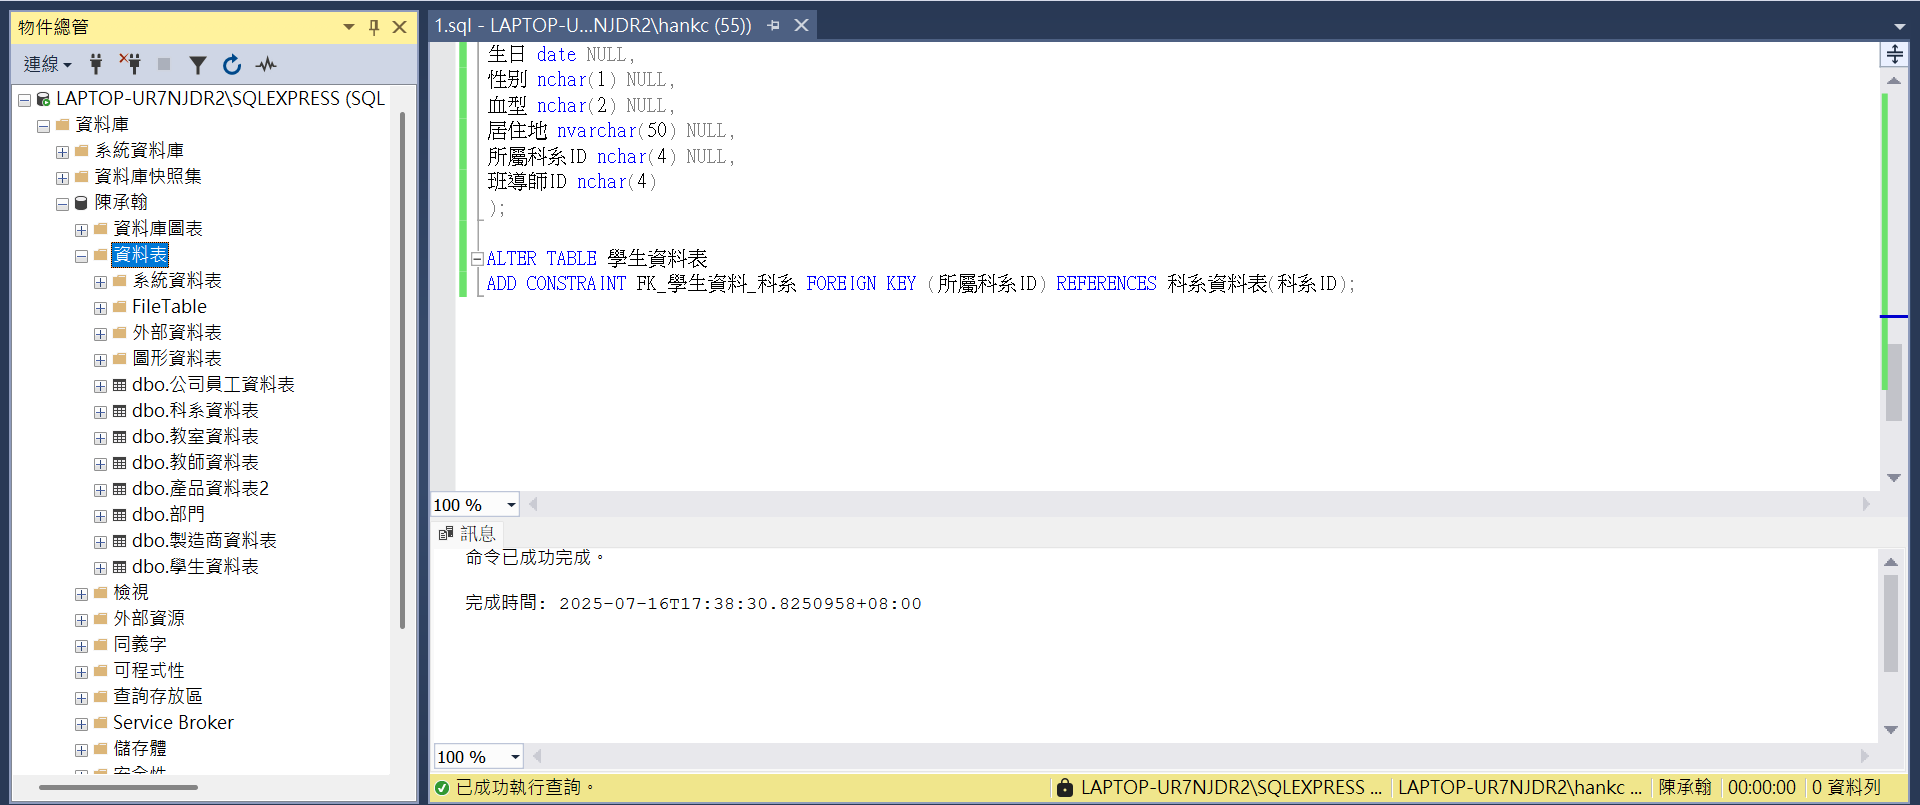 物件總管
連線
LAPTOP-UR7NJDR2\SQLEXPRESS (SQL
資料庫
系統資料庫
資料庫快照集
陳承翰
資料庫圖表
資料表
系統資料表
FileTable
外部資料表
圖形資料表
dbo.公司員工資料表
dbo.科系資料表
dbo.教室資料表
dbo.教師資料表
dbo.產品資料表2
dbo.部門
dbo.製造商資料表
dbo.學生資料表
檢視
外部資源
同義字
可程式性
查詢存放區
Service Broker
儲存體
安全性
1.sql - LAPTOP-U...NJDR2\hankc (55))
生日 date NULL,
性別 nchar(1) NULL,
血型 nchar(2) NULL,
居住地 nvarchar(50) NULL,
所屬科系ID nchar(4) NULL,
班導師ID nchar(4)
);
ALTER TABLE 學生資料表
ADD CONSTRAINT FK_學生資料_科系 FOREIGN KEY (所屬科系ID) REFERENCES 科系資料表(科系ID);
100 %
訊息
命令已成功完成。
完成時間: 2025-07-16T17:38:30.8250958+08:00
100 %
已成功執行查詢。
LAPTOP-UR7NJDR2\SQLEXPRESS ...
LAPTOP-UR7NJDR2\hankc ...
陳承翰
00:00:00
0 資料列